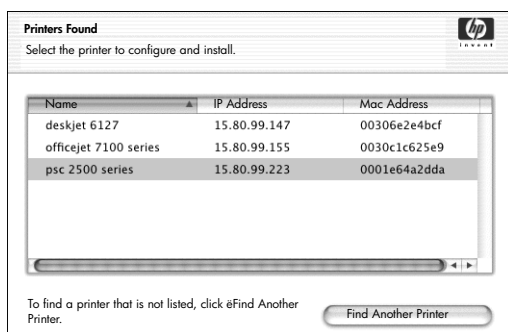 Printers Found
Select the printer to configure and install.
hp
invent
Name IP Address Mac Address
deskjet 6127 15.80.99.147 00306e2e4bcf
officejet 7100 series 15.80.99.155 0030c1c625e9
psc 2500 series 15.80.99.223 0001e64a2dda
To find a printer that is not listed, click ëFind Another
Printer.
Find Another Printer